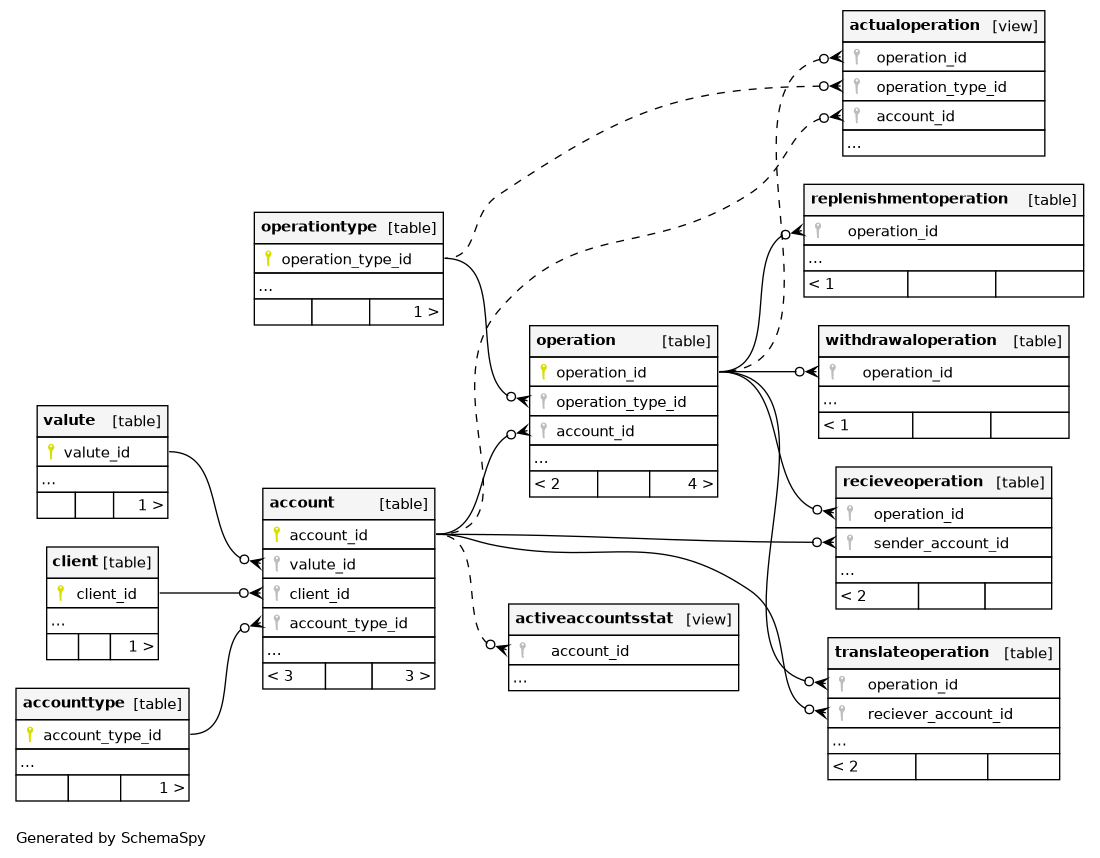 actualoperation [view]
operation_id
operation_type_id
account_id
...
replenishmentoperation [table]
operation_id
...
< 1
operationtype [table]
operation_type_id
...
1 >
operation [table]
operation_id
operation_type_id
account_id
...
< 2 4 >
withdrawaloperation [table]
operation_id
...
< 1
valute [table]
valute_id
...
1 >
account [table]
account_id
valute_id
client_id
account_type_id
...
< 3 3 >
recieveoperation [table]
operation_id
sender_account_id
...
< 2
client [table]
client_id
...
1 >
activeaccountsstat [view]
account_id
...
translateoperation [table]
operation_id
reciever_account_id
...
< 2
accounttype [table]
account_type_id
...
1 >
Generated by SchemaSpy